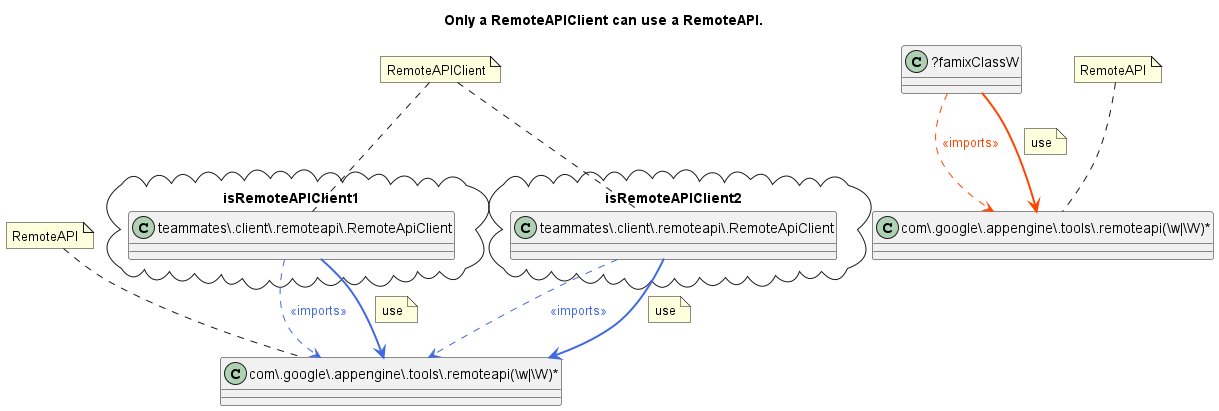 Only a RemoteAPIClient can use a RemoteAPI.
RemoteAPIClient
C ?famixClassW
RemoteAPI
«imports»
use
isRemoteAPIClient1
isRemoteAPIClient2
C teammates\.client\.remoteapi\.RemoteApiClient
C teammates\.client\.remoteapi\.RemoteApiClient
C com\.google\.appengine\.tools\.remoteapi(\w|\W)*
RemoteAPI
«imports»
use
«imports»
use
C com\.google\.appengine\.tools\.remoteapi(\w|\W)*